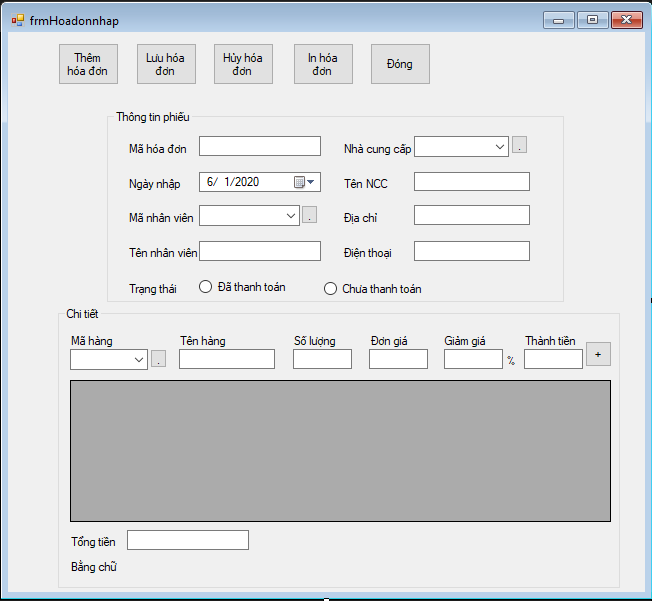 frmHoadonnhap
Thêm hóa đơn
Lưu hóa đơn
Hủy hóa đơn
In hóa đơn
Đóng
Thông tin phiếu
Mã hóa đơn
Nhà cung cấp
.
Ngày nhập
6/ 1/2020
Tên NCC
Mã nhân viên
.
Địa chỉ
Tên nhân viên
Điện thoại
Trạng thái
Đã thanh toán
Chưa thanh toán
Chi tiết
Mã hàng
Tên hàng
Số lượng
Đơn giá
Giảm giá
Thành tiền
.
%
+
Tổng tiền
Bằng chữ